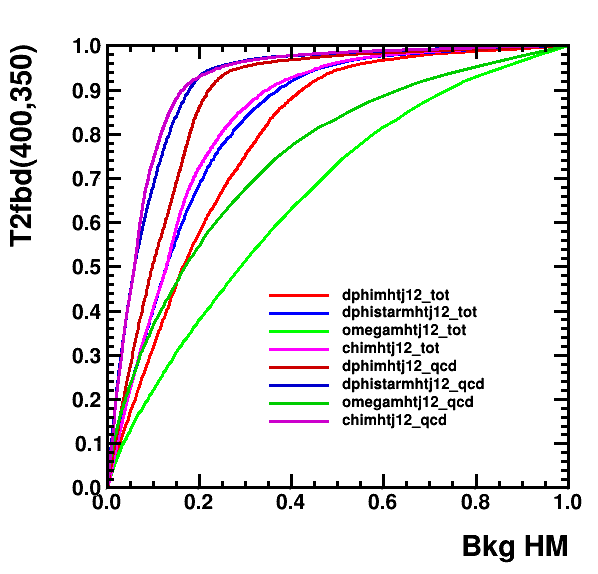 T2fbd(400,350)
1.0
0.9
0.8
0.7
0.6
0.5
0.4
0.3
0.2
0.1
0.0
dphimhtj12_tot
dphistarmhtj12_tot
omegamhtj12_tot
chimhtj12_tot
dphimhtj12_qcd
dphistarmhtj12_qcd
omegamhtj12_qcd
chimhtj12_qcd
0.0 0.2 0.4 0.6 0.8 1.0
Bkg HM